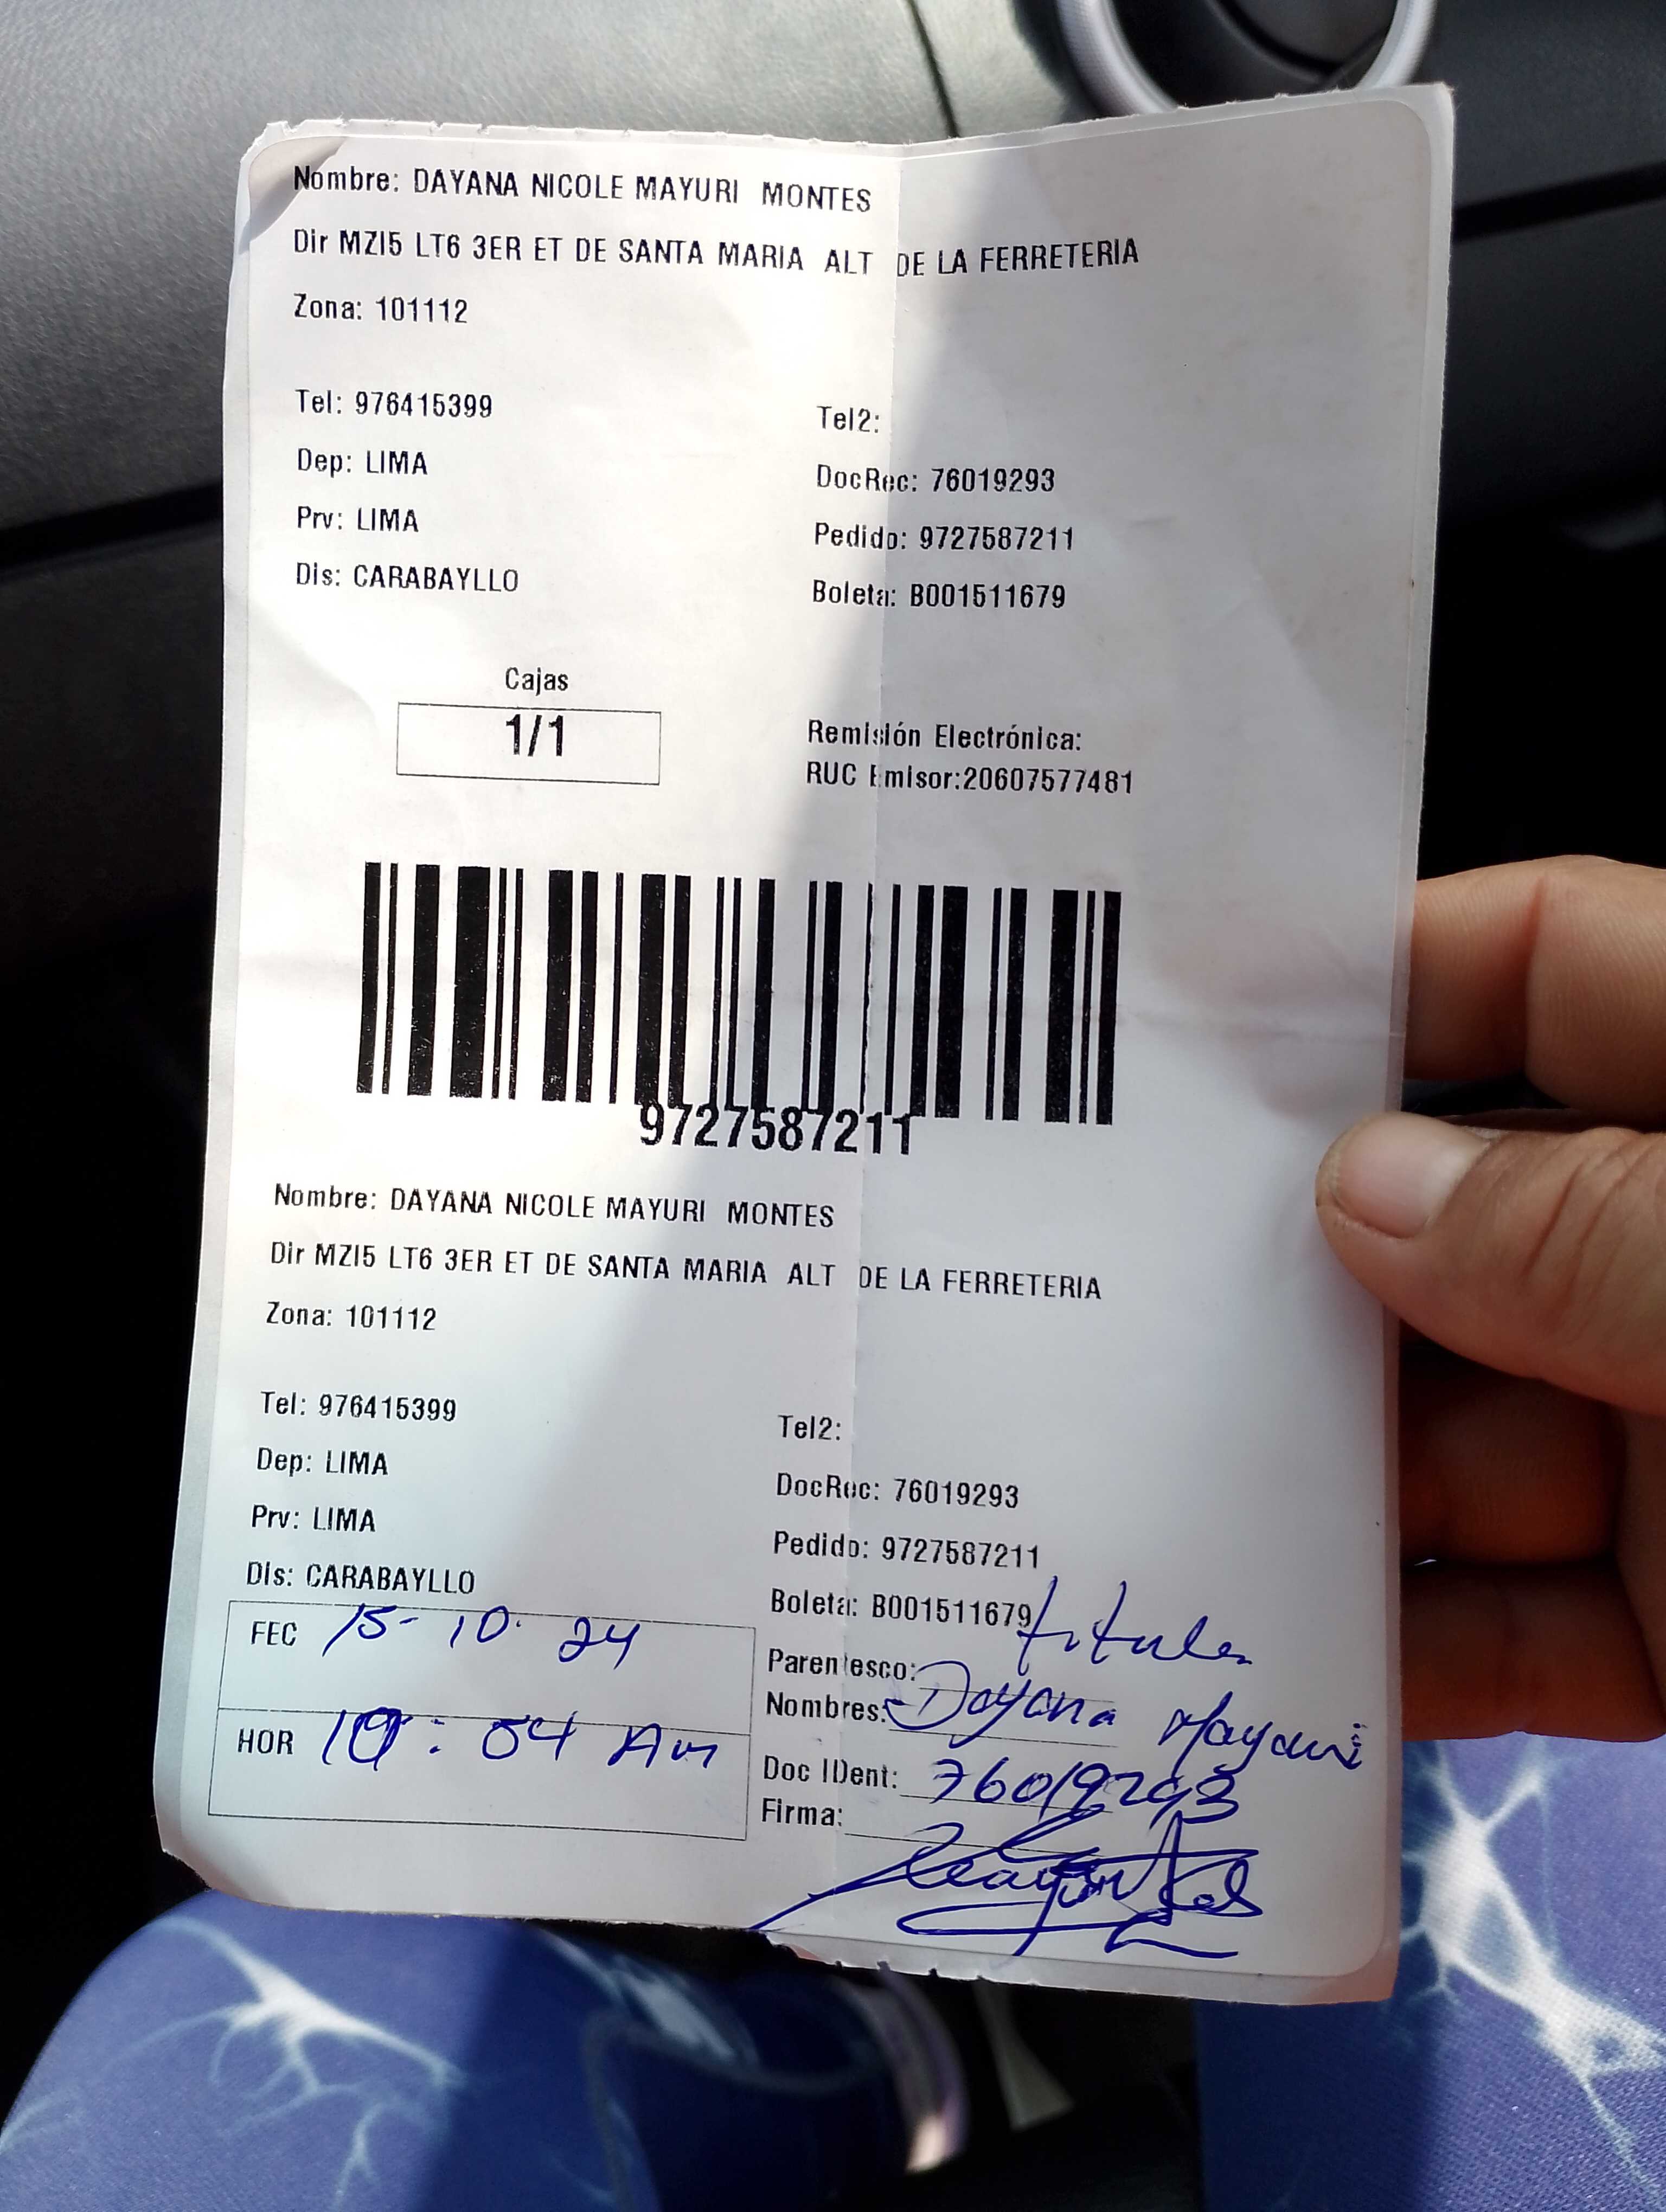 Nombre: DAYANA NICOLE MAYURI MONTES
Dir MZI5 LT6 3ER ET DE SANTA MARIA ALT DE LA FERRETERIA
Zona: 101112
Tel: 976415399
Tel2:
Dep: LIMA
DocRec: 76019293
Prv: LIMA
Pedido: 9727587211
Dis: CARABAYLLO
Boleta: B001511679
Cajas
1/1
Remisión Electrónica:
RUC Emisor:20607577481
9727587211
Nombre: DAYANA NICOLE MAYURI MONTES
Dir MZI5 LT6 3ER ET DE SANTA MARIA ALT DE LA FERRETERIA
Zona: 101112
Tel: 976415399
Tel2:
Dep: LIMA
DocRec: 76019293
Prv: LIMA
Pedido: 9727587211
Dis: CARABAYLLO
Boleta: B001511679
FEC 15-10-24
Parentesco: titular
Nombres: Dayana Mayuri
HOR 10:04 Am
Doc IDent: 76019293
Firma: